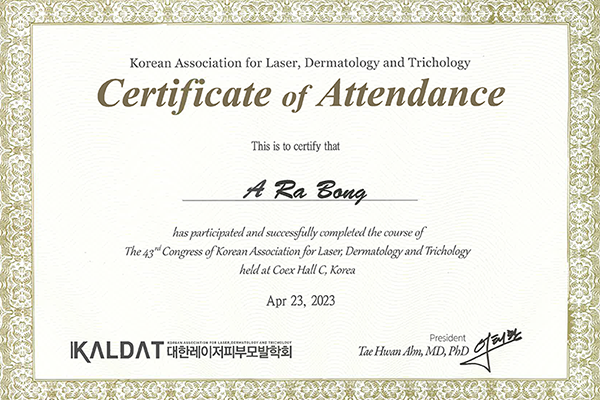 Korean Association for Laser, Dermatology and Trichology
Certificate of Attendance
This is to certify that
A Ra Bong
has participated and successfully completed the course of
The 43rd Congress of Korean Association for Laser, Dermatology and Trichology
held at Coex Hall C, Korea
Apr 23, 2023
KALDAT
KOREAN ASSOCIATION FOR LASER, DERMATOLOGY AND TRICHOLOGY
대한레이저피부모발학회
President
Tae Hwan Ahn, MD, PhD